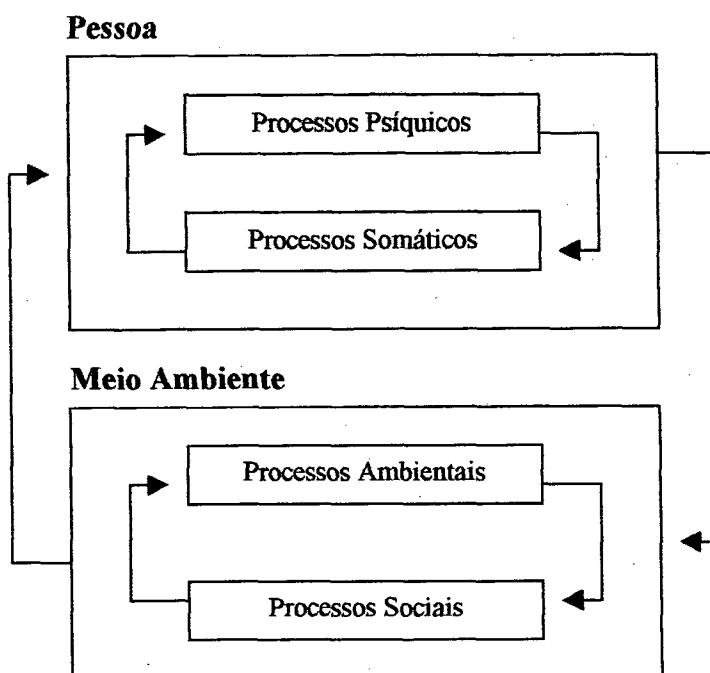 Pessoa
Processos Psíquicos
Processos Somáticos
Meio Ambiente
Processos Ambientais
Processos Sociais